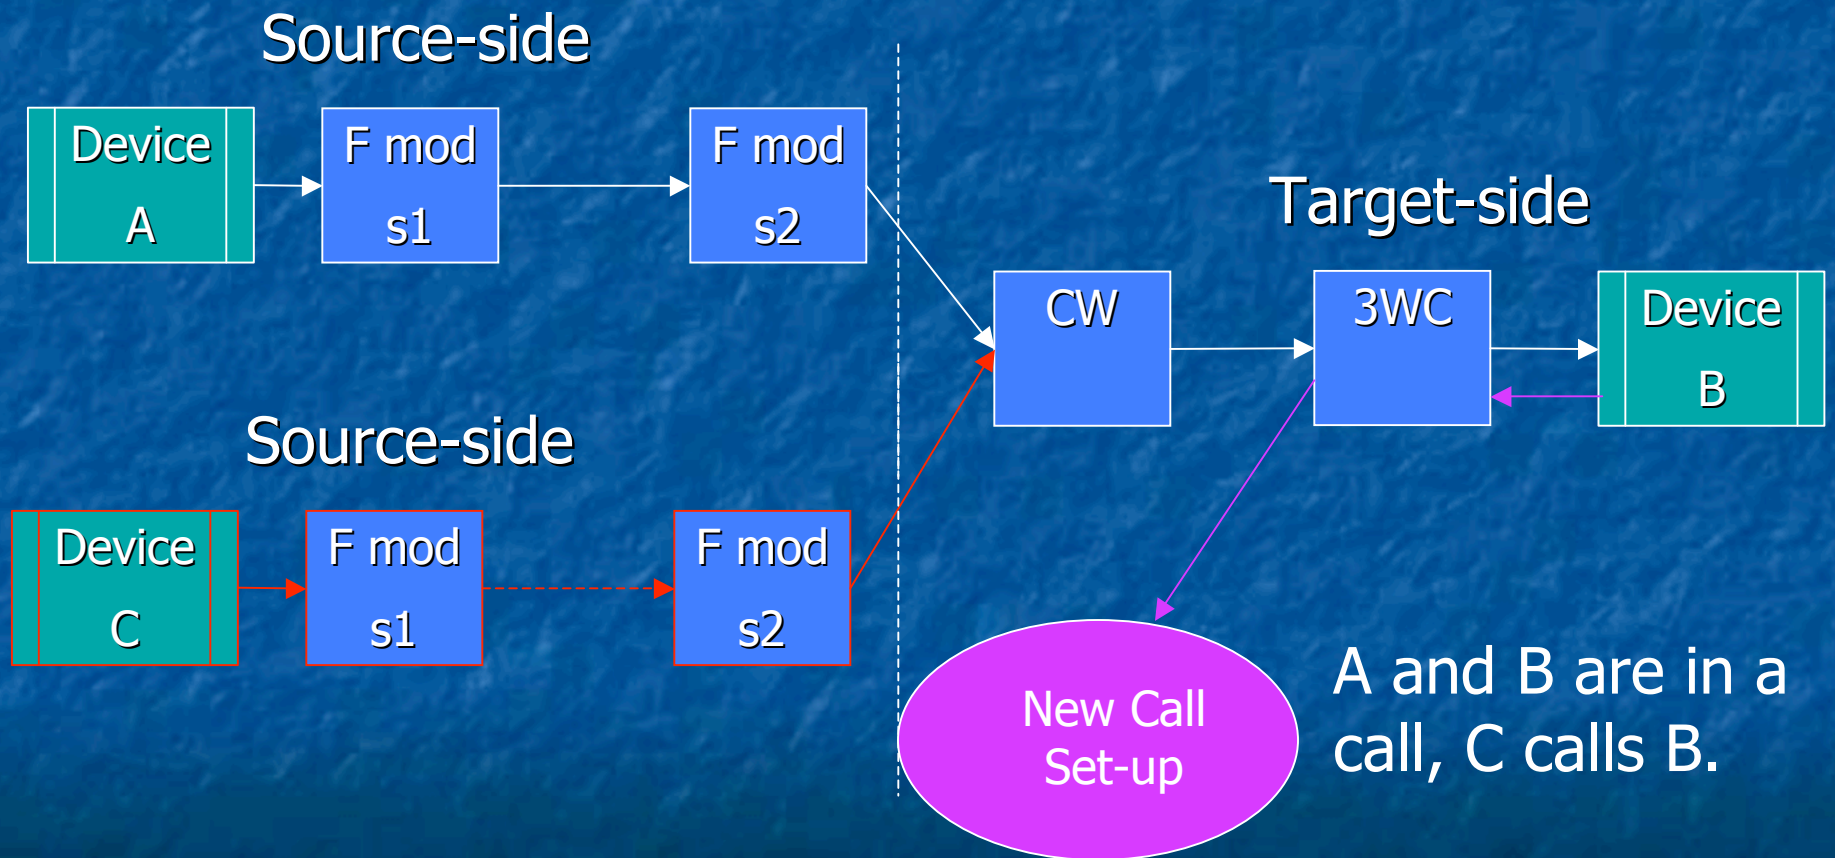 Source-side
Device
A
F mod
s1
F mod
s2
Target-side
CW
3WC
Device
B
Source-side
Device
C
F mod
s1
F mod
s2
New Call
Set-up
A and B are in a
call, C calls B.